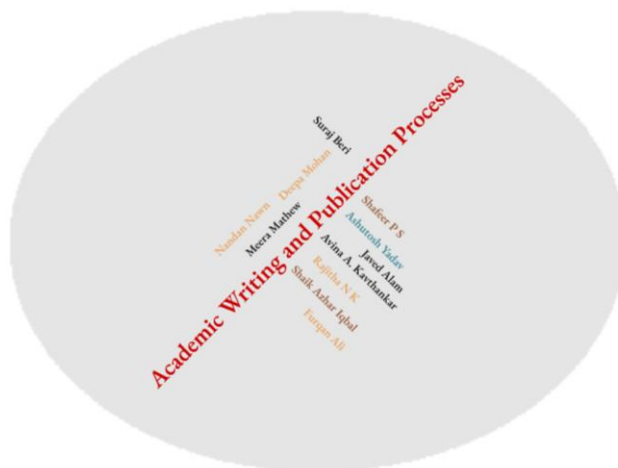 Suraj Beri
Deepa Mohan
Nandan Nawn
Meera Mathew
Academic Writing and Publication Processes
Shafeer P S
Ashutosh Yadav
Javed Alam
Avina A. Kavthankar
Rajitha N K
Shaik Azhar Iqbal
Furqan Ali